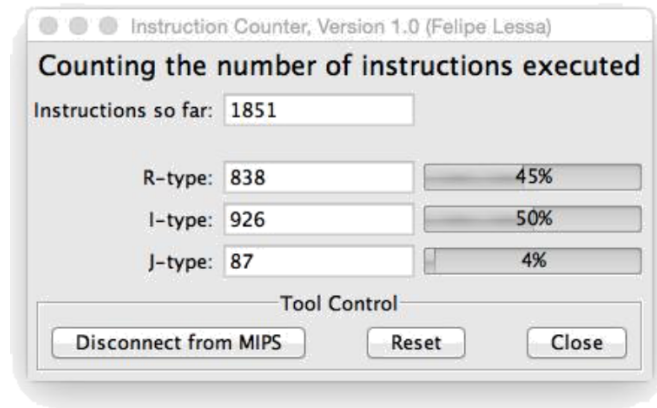 Instruction Counter, Version 1.0 (Felipe Lessa)
Counting the number of instructions executed
Instructions so far: 1851
R-type: 838 45%
I-type: 926 50%
J-type: 87 4%
Tool Control
Disconnect from MIPS Reset Close